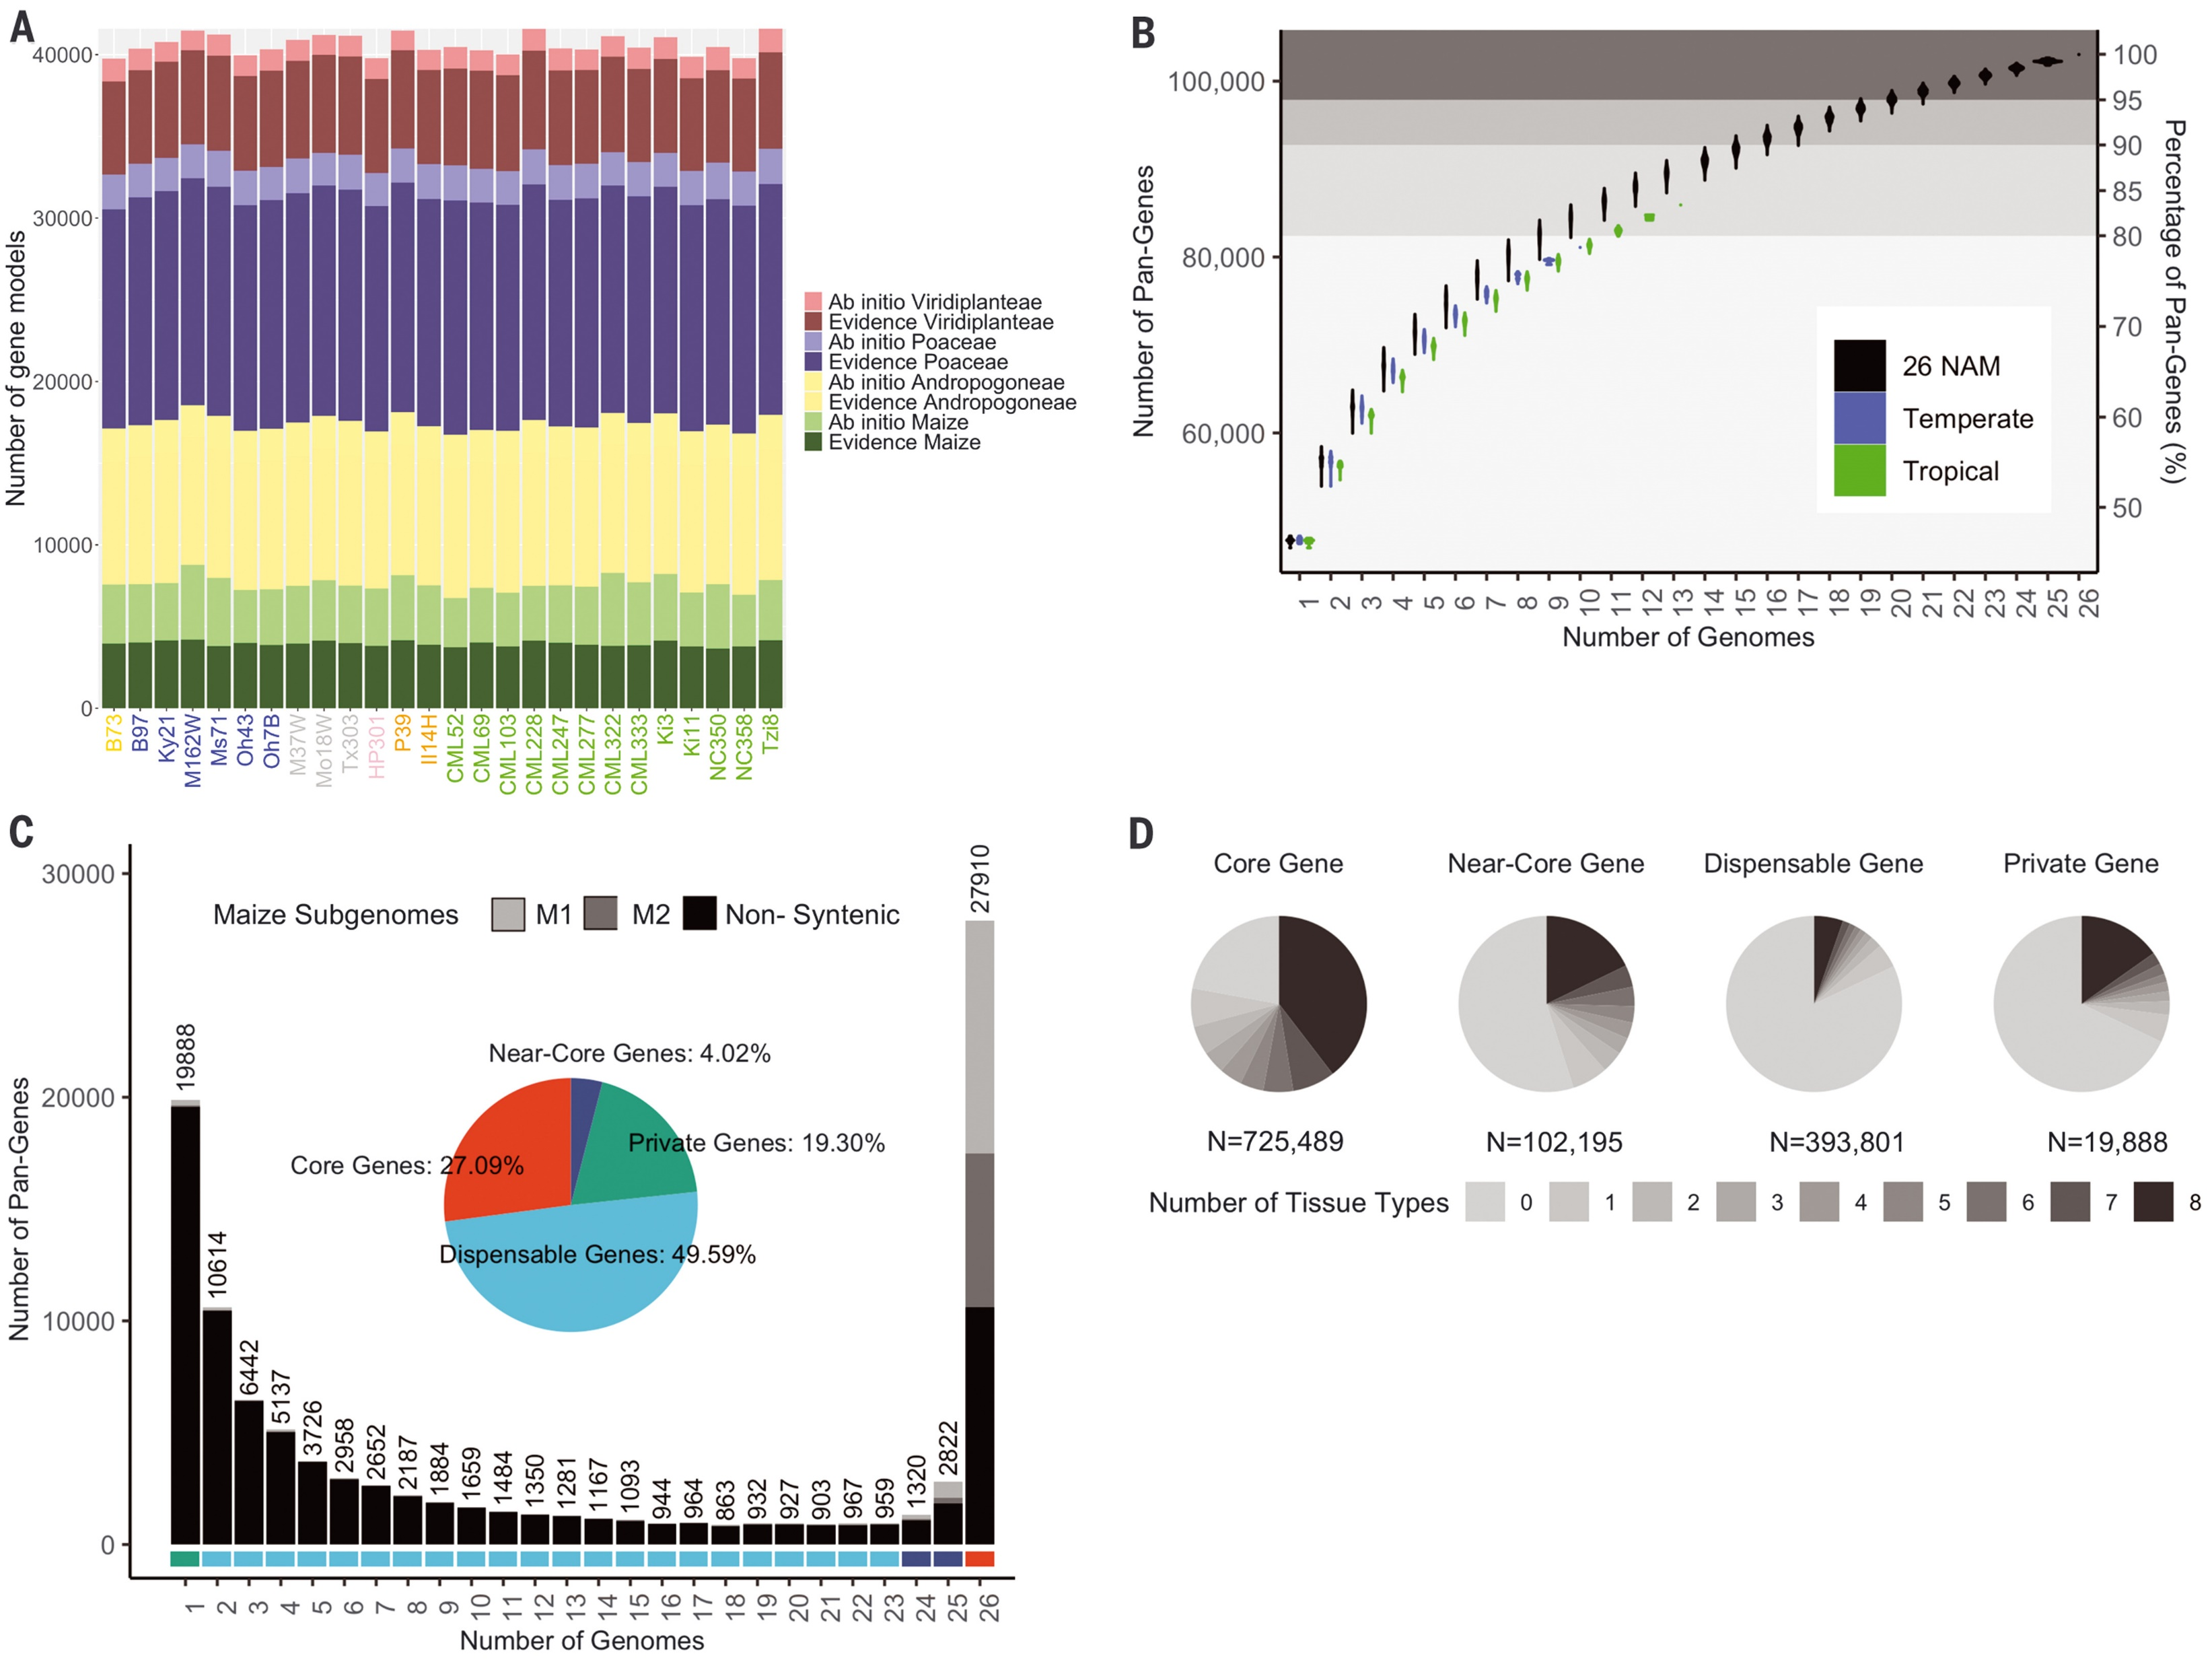 A
Number of gene models
40000
30000
20000
10000
0
B73
B97
Ky21
M162W
Ms71
Oh43
Oh7B
M37W
Mo18W
Tx303
HP301
P39
Il14H
CML52
CML69
CML103
CML228
CML247
CML277
CML322
CML333
Ki3
Ki11
NC350
NC358
Tzi8
Ab initio Viridiplanteae
Evidence Viridiplanteae
Ab initio Poaceae
Evidence Poaceae
Ab initio Andropogoneae
Evidence Andropogoneae
Ab initio Maize
Evidence Maize
B
Number of Pan-Genes
100,000
80,000
60,000
Percentage of Pan-Genes (%)
100
95
90
85
80
70
60
50
26 NAM
Temperate
Tropical
1 2 3 4 5 6 7 8 9 10 11 12 13 14 15 16 17 18 19 20 21 22 23 24 25 26
Number of Genomes
C
Number of Pan-Genes
30000
20000
10000
0
Maize Subgenomes M1 M2 Non- Syntenic
19888
10614
6442
5137
3726
2958
2652
2187
1884
1659
1484
1350
1281
1167
1093
944
964
863
932
927
903
967
959
1320
2822
27910
Near-Core Genes: 4.02%
Private Genes: 19.30%
Core Genes: 27.09%
Dispensable Genes: 49.59%
1 2 3 4 5 6 7 8 9 10 11 12 13 14 15 16 17 18 19 20 21 22 23 24 25 26
Number of Genomes
D
Core Gene
Near-Core Gene
Dispensable Gene
Private Gene
N=725,489
N=102,195
N=393,801
N=19,888
Number of Tissue Types 0 1 2 3 4 5 6 7 8